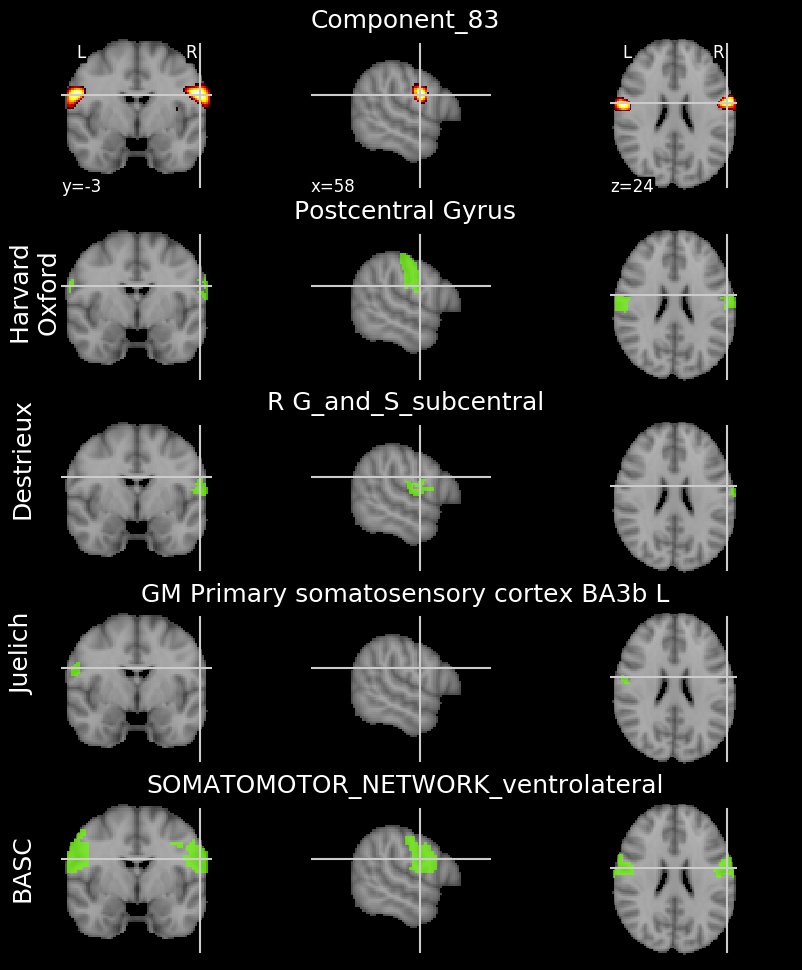 Component_83
L R
L R
y=-3
x=58
z=24
Postcentral Gyrus
Harvard
Oxford
R G_and_S_subcentral
Destrieux
GM Primary somatosensory cortex BA3b L
Juelich
SOMATOMOTOR_NETWORK_ventrolateral
BASC